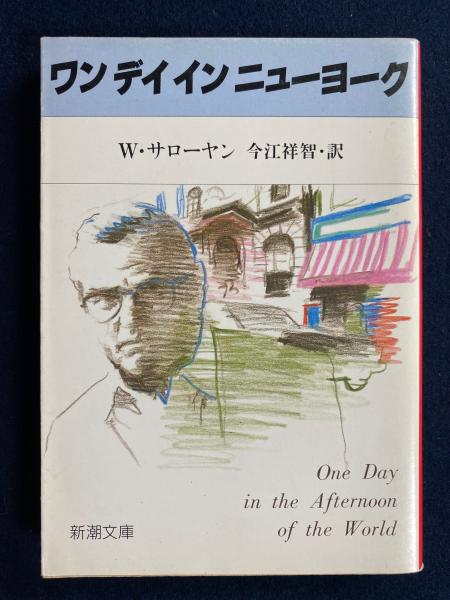 ワン デイ イン ニューヨーク
W・サローヤン 今江祥智・訳
One Day
in the Afternoon
of the World
新潮文庫